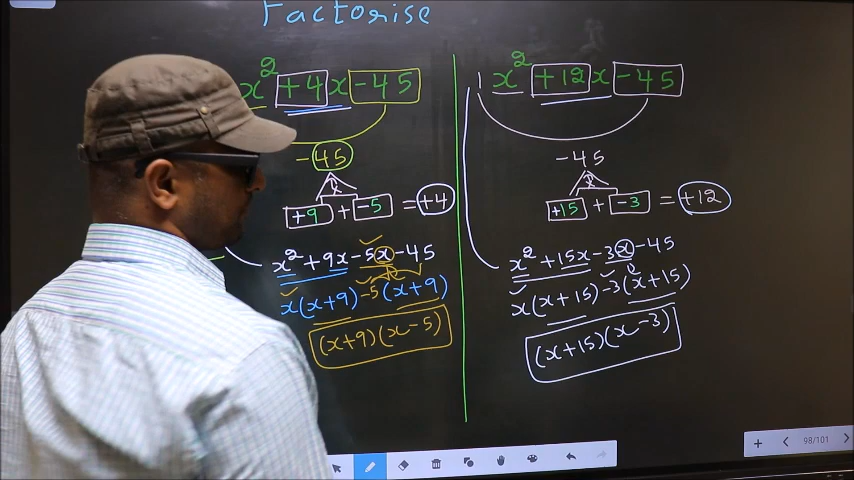 Factorise
x² +4x -45
-45
+9 + -5 = +4
x² +9x -5x -45
x(x+9) -5(x+9)
(x+9)(x-5)
1 x² +12x -45
-45
+15 + -3 = +12
x² +15x -3x -45
x(x+15) -3(x+15)
(x+15)(x-3)
98/101